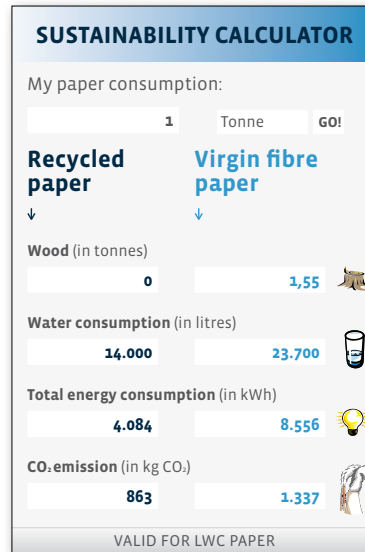 SUSTAINABILITY CALCULATOR
My paper consumption:
1 Tonne GO!
Recycled paper Virgin fibre paper
↓ ↓
Wood (in tonnes)
0 1,55
Water consumption (in litres)
14.000 23.700
Total energy consumption (in kWh)
4.084 8.556
CO₂ emission (in kg CO₂)
863 1.337
VALID FOR LWC PAPER